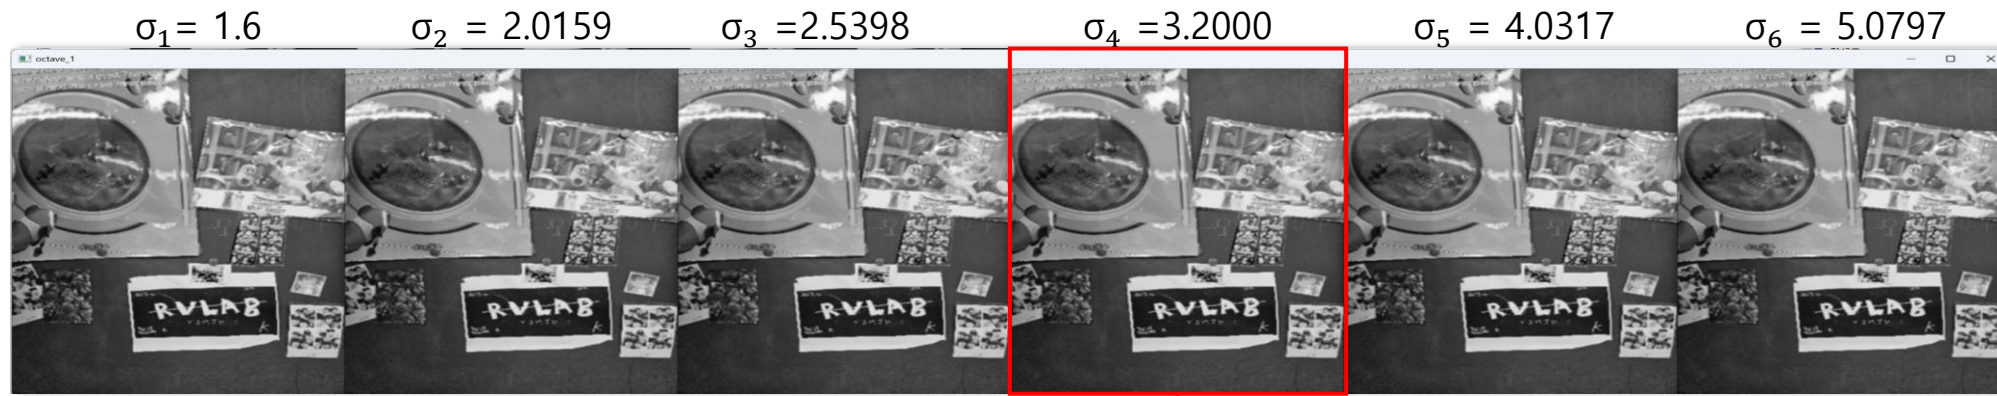 σ₁= 1.6
σ₂ = 2.0159
σ₃ =2.5398
σ₄ =3.2000
σ₅ = 4.0317
σ₆ = 5.0797
octave_1
RVLAB
RVLAB
RVLAB
RVLAB
RVLAB
RVLAB